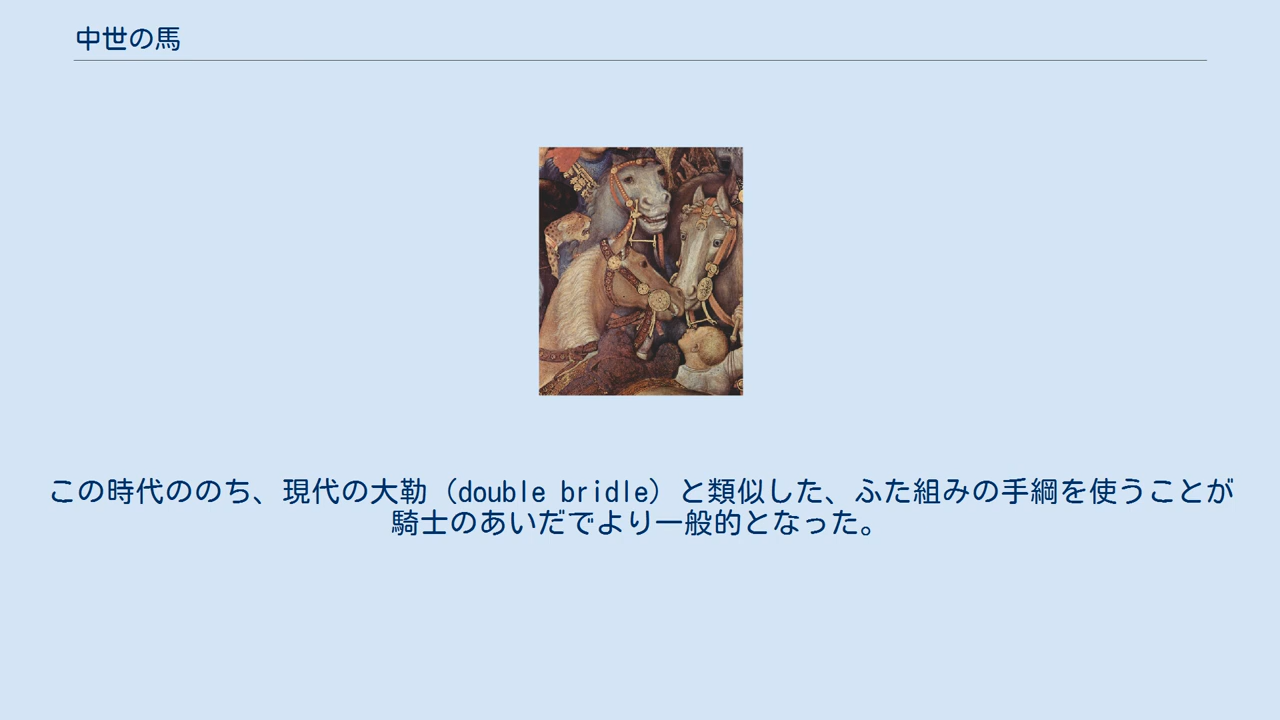 中世の馬
この時代ののち、現代の大勒（double bridle）と類似した、ふた組みの手綱を使うことが
騎士のあいだでより一般的となった。